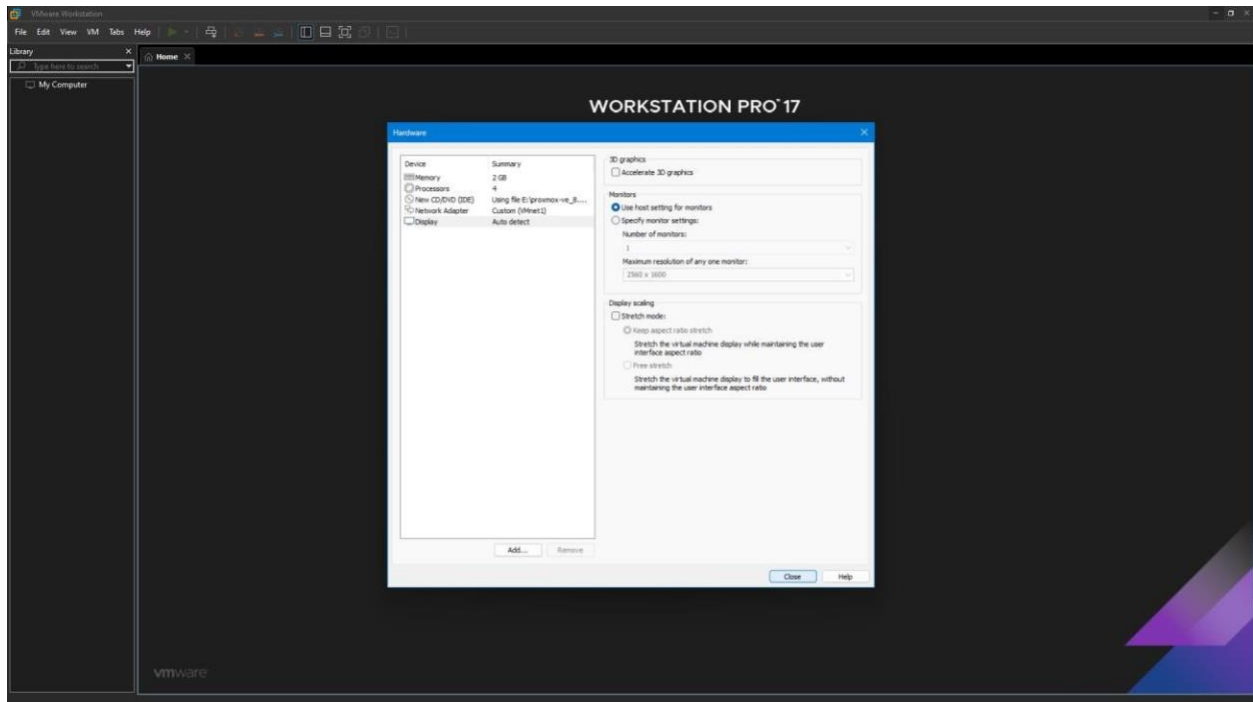 VMware Workstation
File Edit View VM Tabs Help
Library
Home
Type here to search
My Computer
WORKSTATION PRO™ 17
Hardware
Device Summary
Memory 2 GB
Processors 4
New CD/DVD (IDE) Using file E:\proxmox-ve_8....
Network Adapter Custom (VMnet1)
Display Auto detect
Add... Remove
3D graphics
Accelerate 3D graphics
Monitors
Use host setting for monitors
Specify monitor settings:
Number of monitors:
1
Maximum resolution of any one monitor:
2560 x 1600
Display scaling
Stretch mode:
Keep aspect ratio stretch
Stretch the virtual machine display while maintaining the user
interface aspect ratio
Free stretch
Stretch the virtual machine display to fill the user interface, without
maintaining the user interface aspect ratio
Close Help
vmware